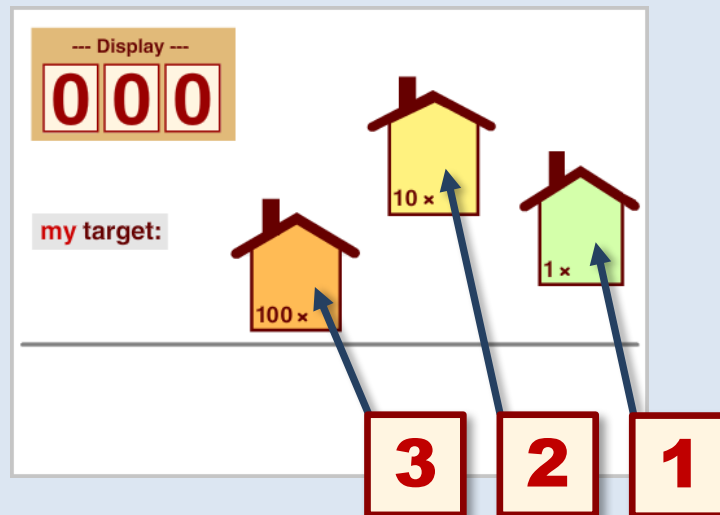 --- Display ---
0 0 0
10 ×
my target:
1 ×
100 ×
3 2 1